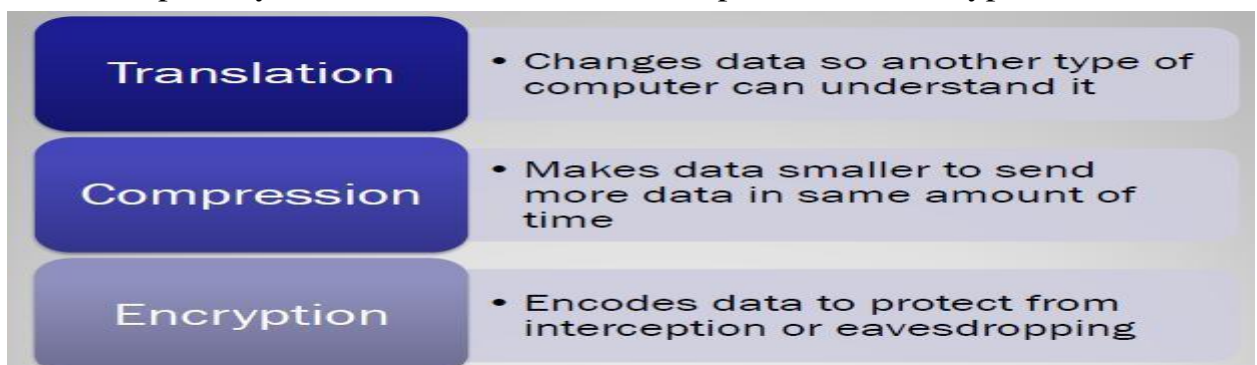 Translation
• Changes data so another type of
computer can understand it
Compression
• Makes data smaller to send
more data in same amount of
time
Encryption
• Encodes data to protect from
interception or eavesdropping